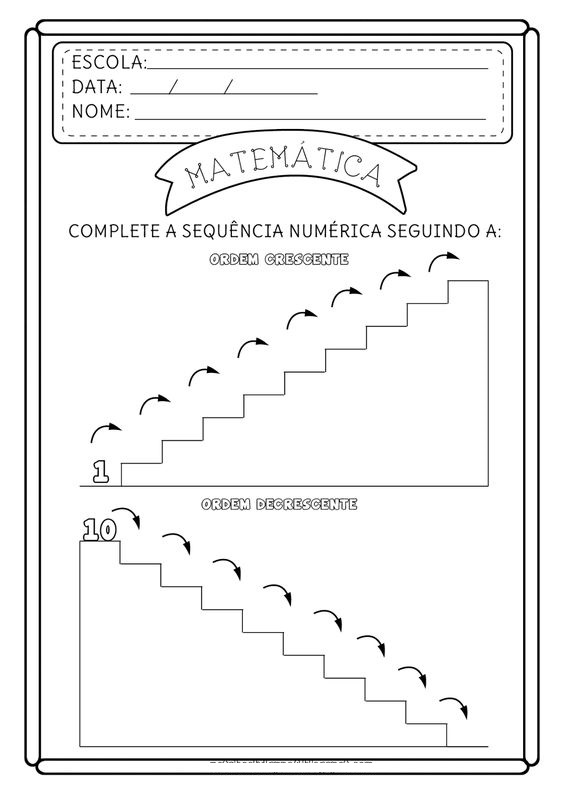 ESCOLA:
DATA: / /
NOME:
MATEMÁTICA
COMPLETE A SEQUÊNCIA NUMÉRICA SEGUINDO A:
ORDEM CRESCENTE
1
ORDEM DECRESCENTE
10